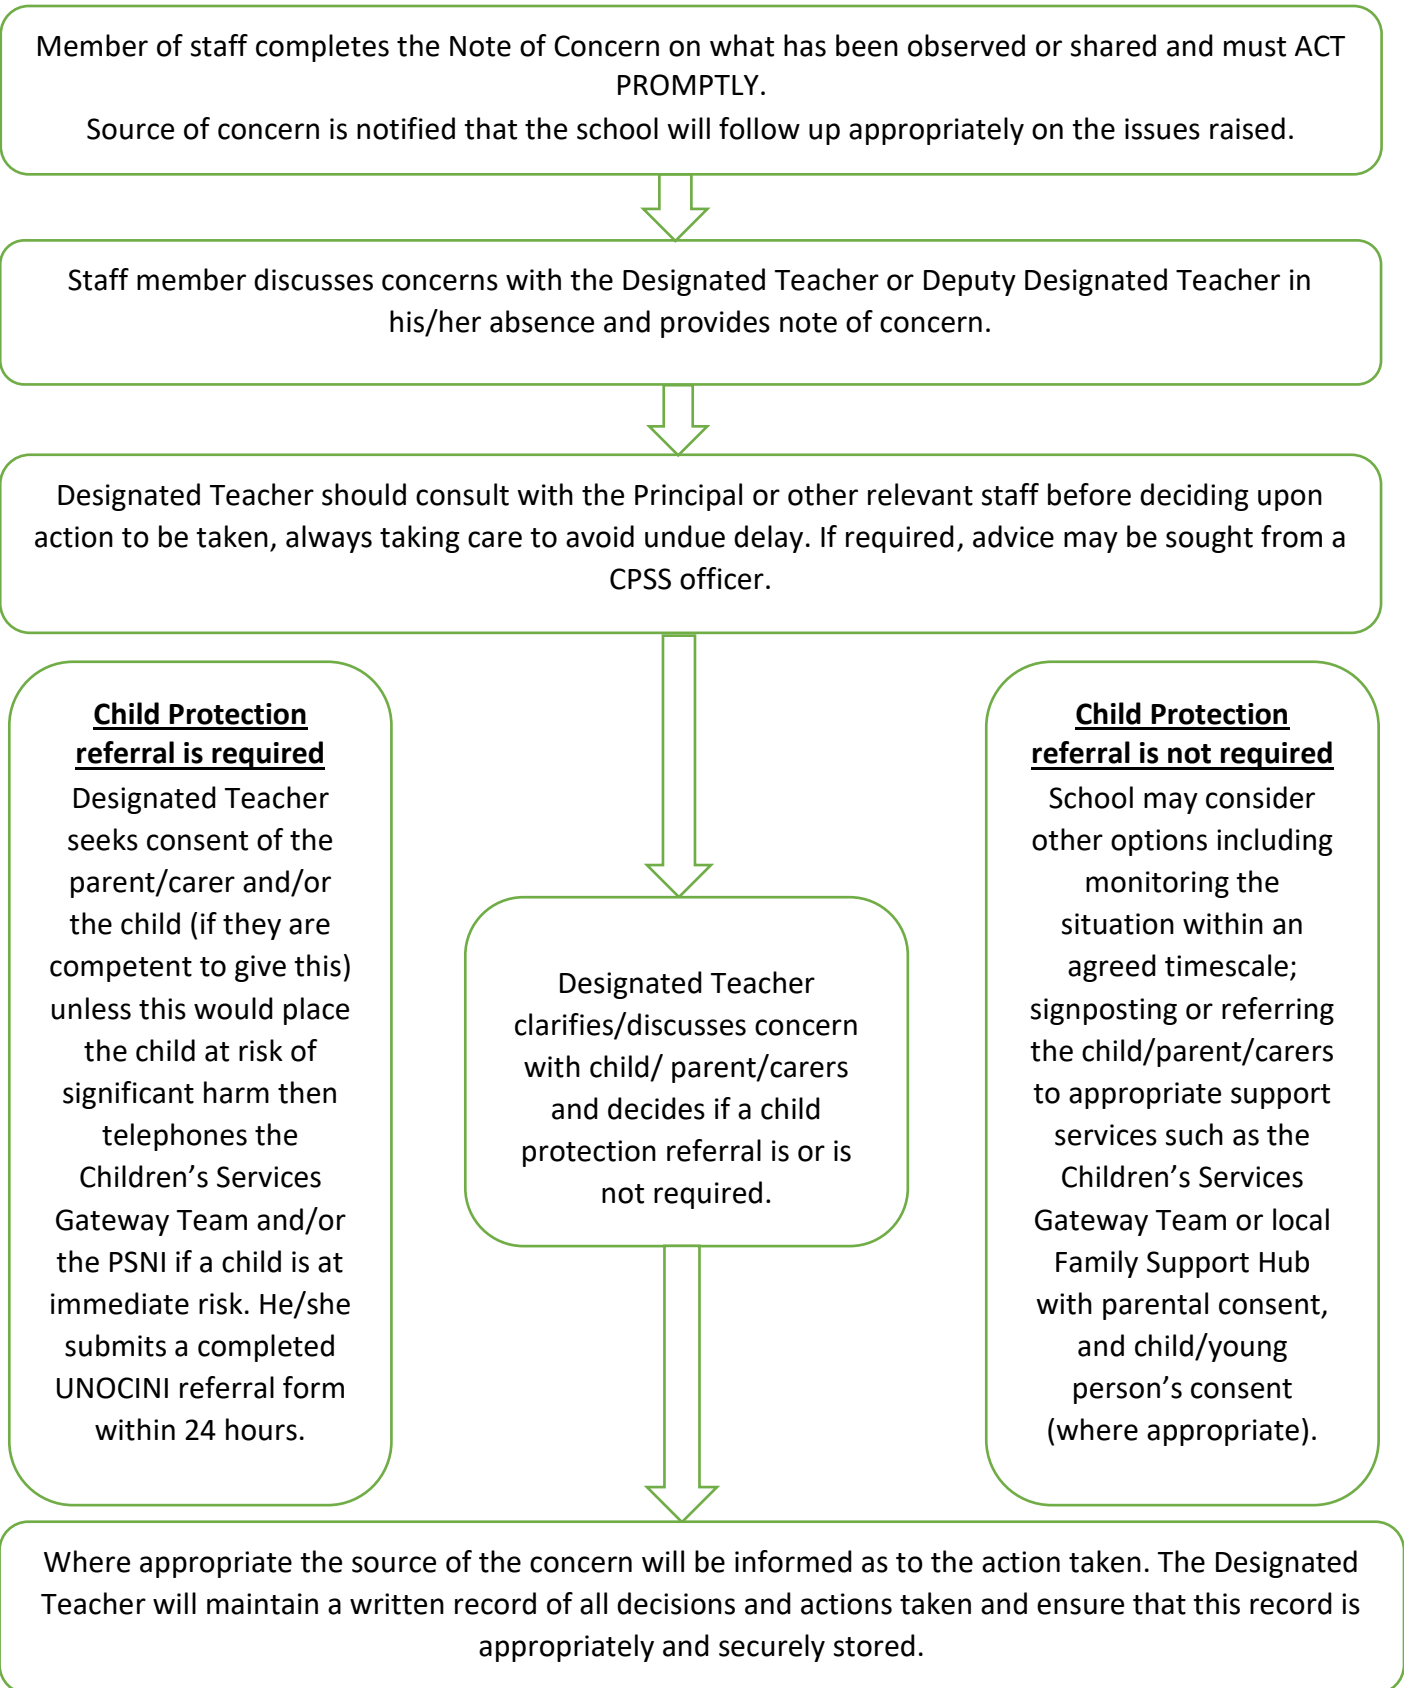 Member of staff completes the Note of Concern on what has been observed or shared and must ACT
PROMPTLY.
Source of concern is notified that the school will follow up appropriately on the issues raised.
Staff member discusses concerns with the Designated Teacher or Deputy Designated Teacher in
his/her absence and provides note of concern.
Designated Teacher should consult with the Principal or other relevant staff before deciding upon
action to be taken, always taking care to avoid undue delay. If required, advice may be sought from a
CPSS officer.
Child Protection
referral is required
Designated Teacher
seeks consent of the
parent/carer and/or
the child (if they are
competent to give this)
unless this would place
the child at risk of
significant harm then
telephones the
Children’s Services
Gateway Team and/or
the PSNI if a child is at
immediate risk. He/she
submits a completed
UNOCINI referral form
within 24 hours.
Designated Teacher
clarifies/discusses concern
with child/ parent/carers
and decides if a child
protection referral is or is
not required.
Child Protection
referral is not required
School may consider
other options including
monitoring the
situation within an
agreed timescale;
signposting or referring
the child/parent/carers
to appropriate support
services such as the
Children’s Services
Gateway Team or local
Family Support Hub
with parental consent,
and child/young
person’s consent
(where appropriate).
Where appropriate the source of the concern will be informed as to the action taken. The Designated
Teacher will maintain a written record of all decisions and actions taken and ensure that this record is
appropriately and securely stored.